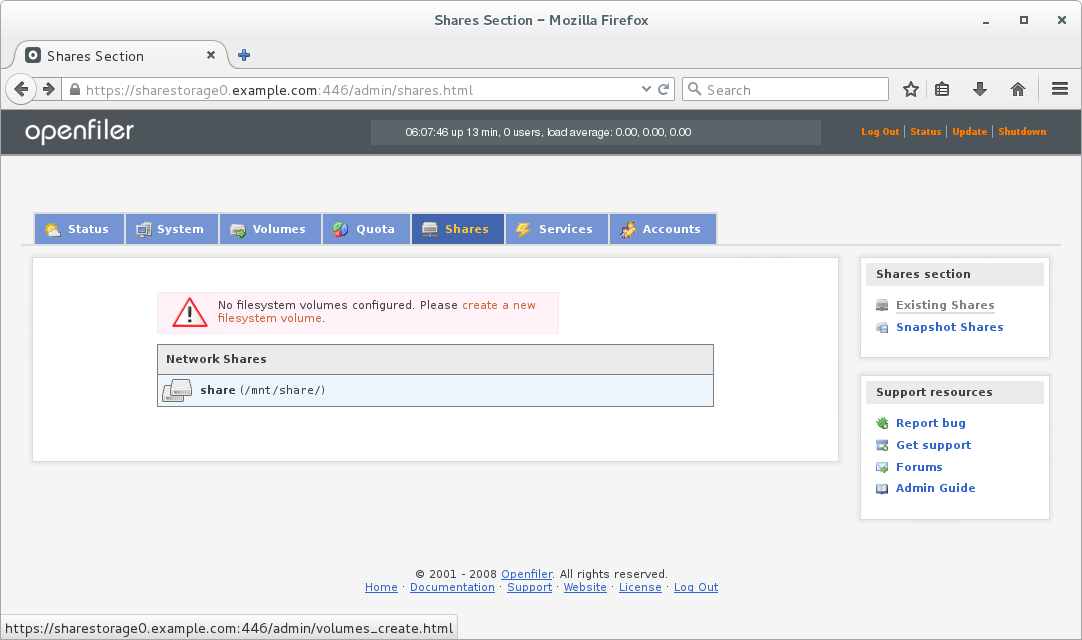 Shares Section – Mozilla Firefox
Shares Section
https://sharestorage0.example.com:446/admin/shares.html
Search
openfiler
06:07:46 up 13 min, 0 users, load average: 0.00, 0.00, 0.00
Log Out | Status | Update | Shutdown
Status System Volumes Quota Shares Services Accounts
No filesystem volumes configured. Please create a new
filesystem volume.
Network Shares
share (/mnt/share/)
Shares section
Existing Shares
Snapshot Shares
Support resources
Report bug
Get support
Forums
Admin Guide
© 2001 - 2008 Openfiler. All rights reserved.
Home · Documentation · Support · Website · License · Log Out
https://sharestorage0.example.com:446/admin/volumes_create.html